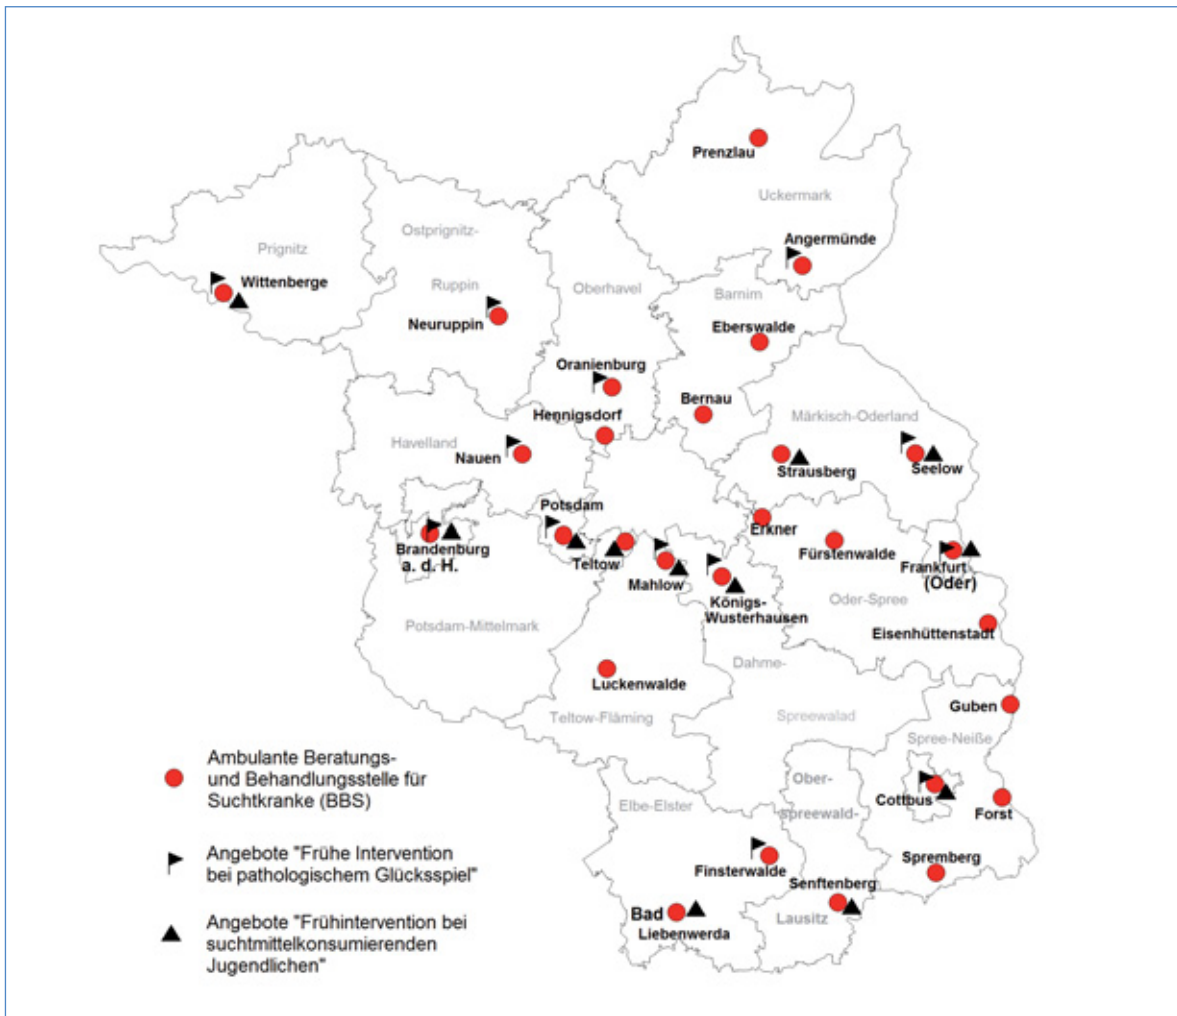 Prenzlau
Uckermark
Angermünde
Ostprignitz-
Prignitz
Wittenberge
Ruppin
Oberhavel
Barnim
Neuruppin
Eberswalde
Oranienburg
Bernau
Hennigsdorf
Märkisch-Oderland
Havelland
Nauen
Strausberg
Seelow
Potsdam
Erkner
Brandenburg
a. d. H.
Teltow
Mahlow
Fürstenwalde
Frankfurt
(Oder)
Königs-
Wusterhausen
Oder-Spree
Potsdam-Mittelmark
Eisenhüttenstadt
Dahme-
Luckenwalde
Guben
Teltow-Fläming
Spreewalad
Spree-Neiße
Ober-
spreewald-
Cottbus
Forst
Elbe-Elster
Finsterwalde
Spremberg
Senftenberg
Bad
Liebenwerda
Lausitz
Ambulante Beratungs-
und Behandlungsstelle für
Suchtkranke (BBS)
Angebote "Frühe Intervention
bei pathologischem Glücksspiel"
Angebote "Frühintervention bei
suchtmittelkonsumierenden
Jugendlichen"